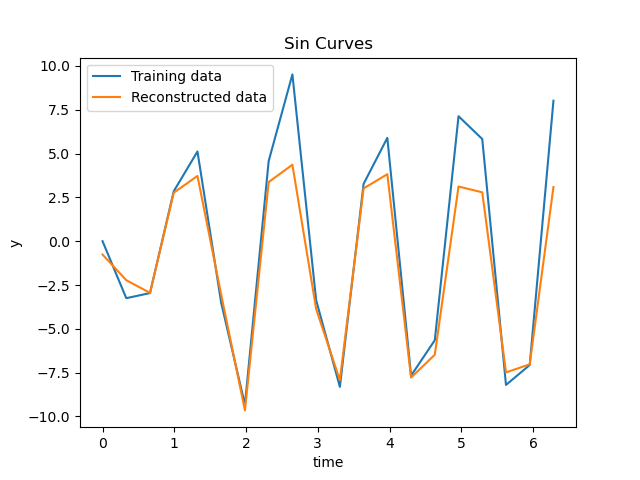 Sin Curves
Training data
Reconstructed data
10.0
7.5
5.0
2.5
0.0
−2.5
−5.0
−7.5
−10.0
y
0 1 2 3 4 5 6
time